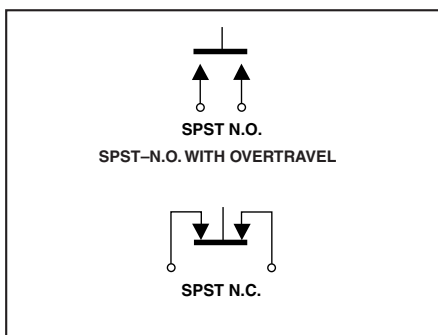 SPST N.O.
SPST–N.O. WITH OVERTRAVEL
SPST N.C.